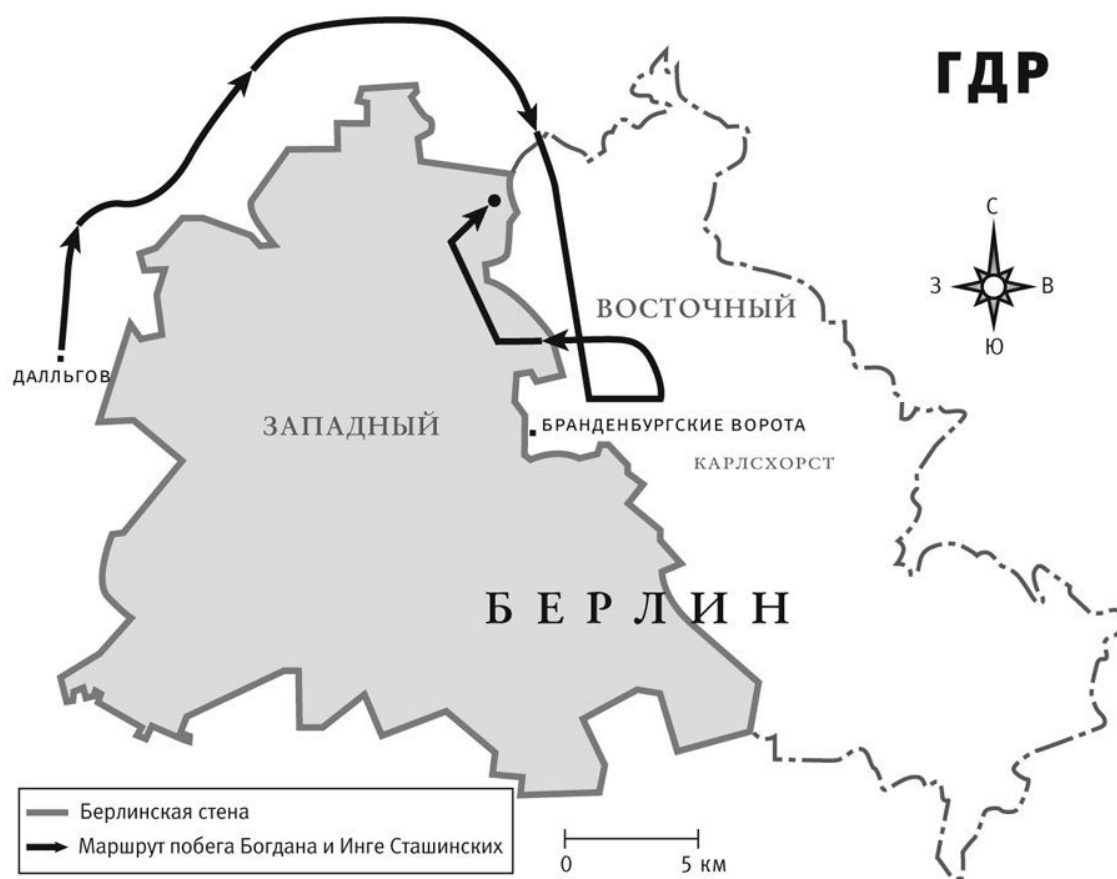 ГДР
С
З
В
Ю
ВОСТОЧНЫЙ
ДАЛЛЬГОВ
ЗАПАДНЫЙ
БРАНДЕНБУРГСКИЕ ВОРОТА
КАРЛСХОРСТ
БЕРЛИН
Берлинская стена
Маршрут побега Богдана и Инге Сташинских
0
5 км